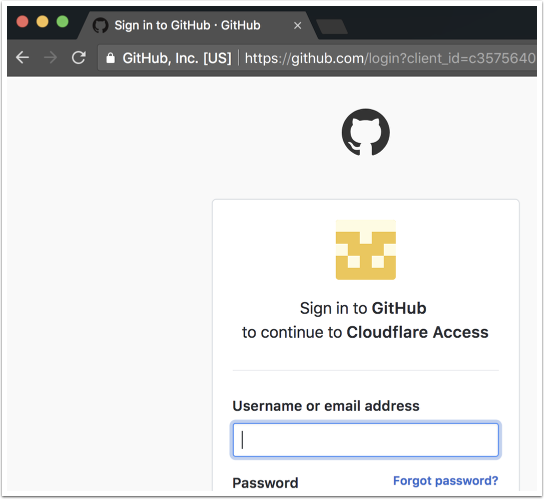 Sign in to GitHub · GitHub
GitHub, Inc. [US] https://github.com/login?client_id=c3575640
Sign in to GitHub
to continue to Cloudflare Access
Username or email address
Password Forgot password?